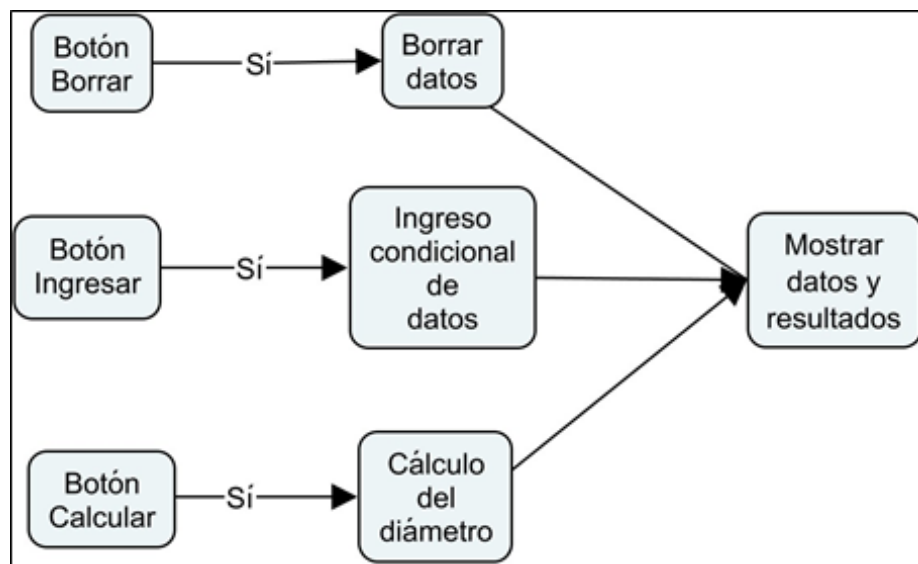 Botón
Borrar
Sí
Borrar
datos
Botón
Ingresar
Sí
Ingreso
condicional
de
datos
Mostrar
datos y
resultados
Botón
Calcular
Sí
Cálculo
del
diámetro